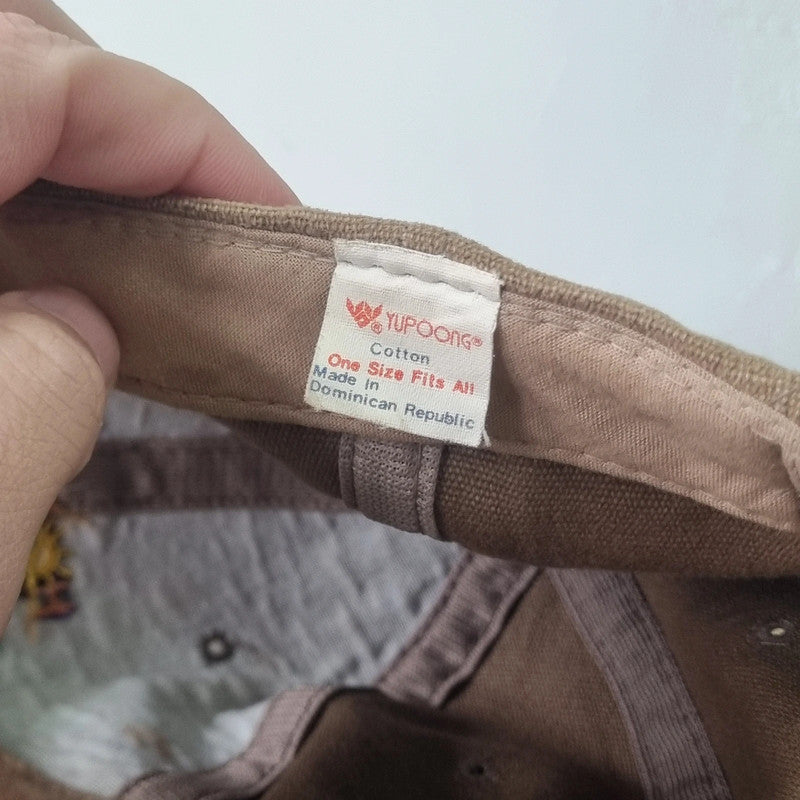 YUPOONG®
Cotton
One Size Fits All
Made In
Dominican Republic